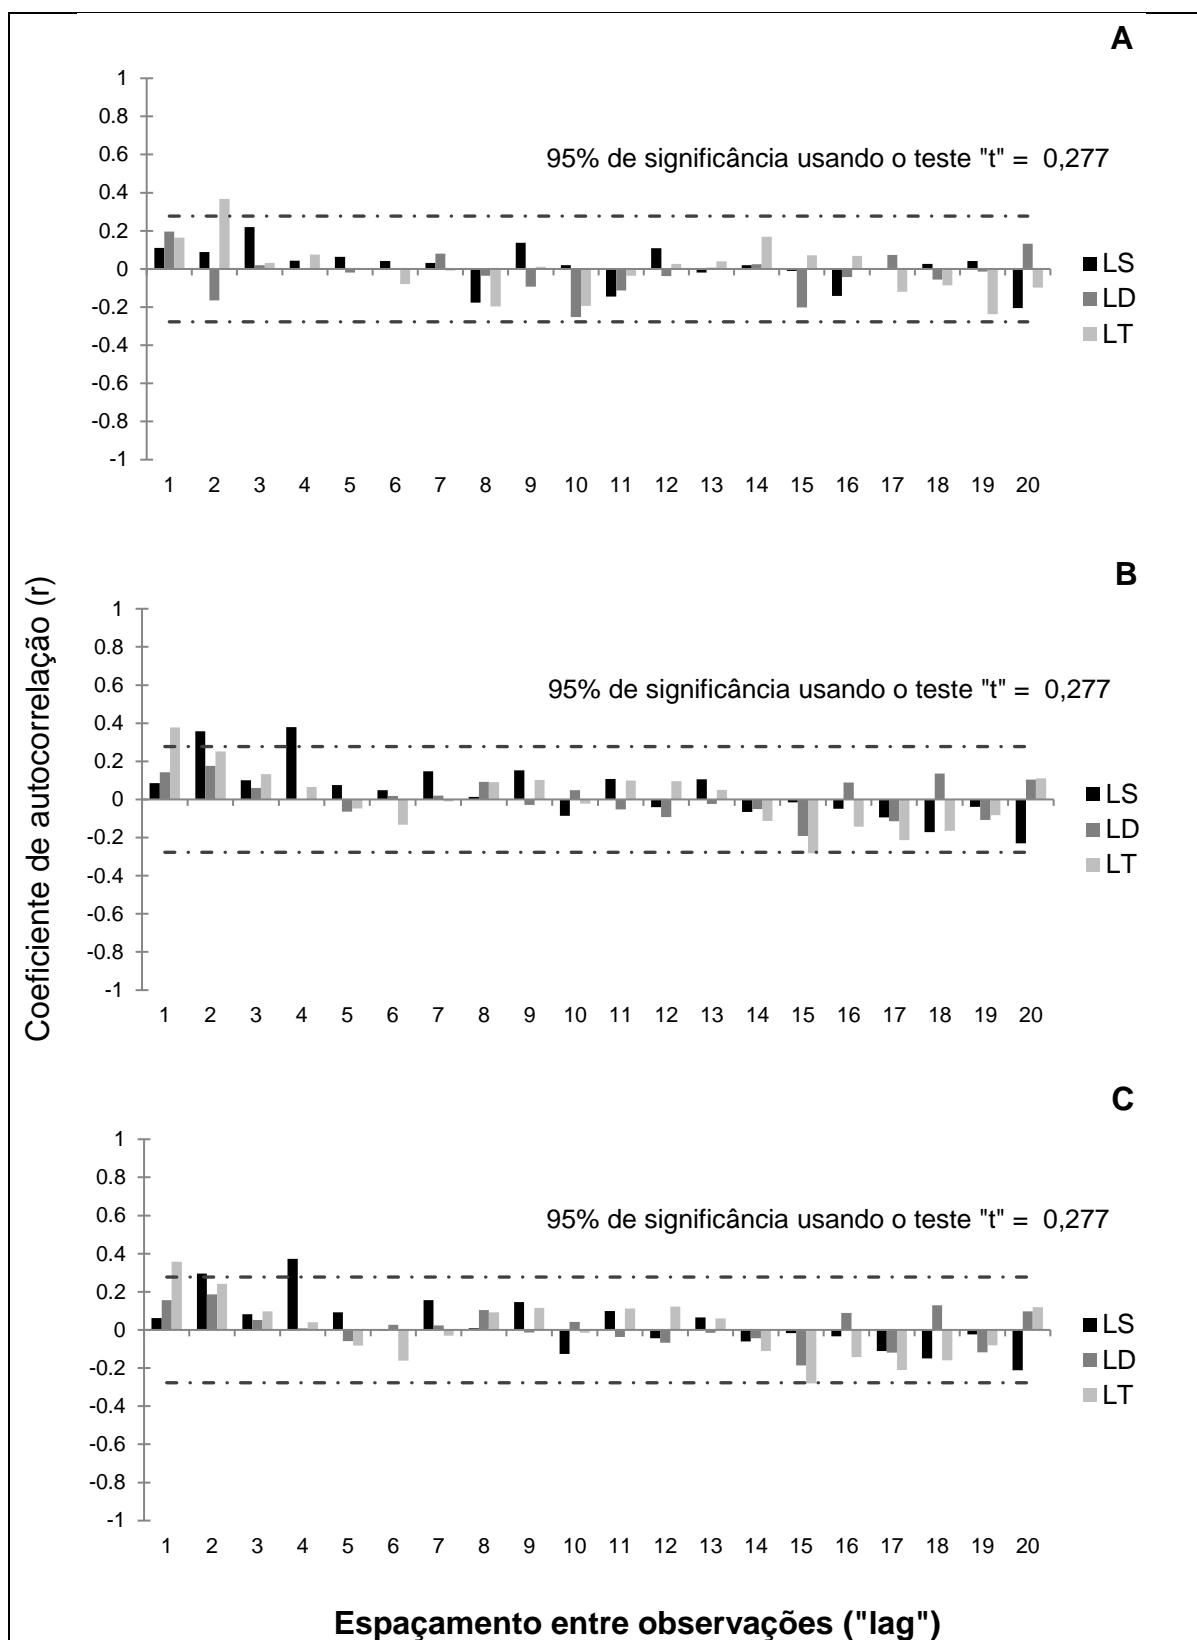 A
1
0.8
0.6
95% de significância usando o teste "t" = 0,277
0.4
0.2
0
-0.2
-0.4
-0.6
-0.8
-1
LS
LD
LT
1 2 3 4 5 6 7 8 9 10 11 12 13 14 15 16 17 18 19 20
Coeficiente de autocorrelação (r)
B
1
0.8
0.6
95% de significância usando o teste "t" = 0,277
0.4
0.2
0
-0.2
-0.4
-0.6
-0.8
-1
LS
LD
LT
1 2 3 4 5 6 7 8 9 10 11 12 13 14 15 16 17 18 19 20
C
1
0.8
0.6
95% de significância usando o teste "t" = 0,277
0.4
0.2
0
-0.2
-0.4
-0.6
-0.8
-1
LS
LD
LT
1 2 3 4 5 6 7 8 9 10 11 12 13 14 15 16 17 18 19 20
Espaçamento entre observações ("lag")